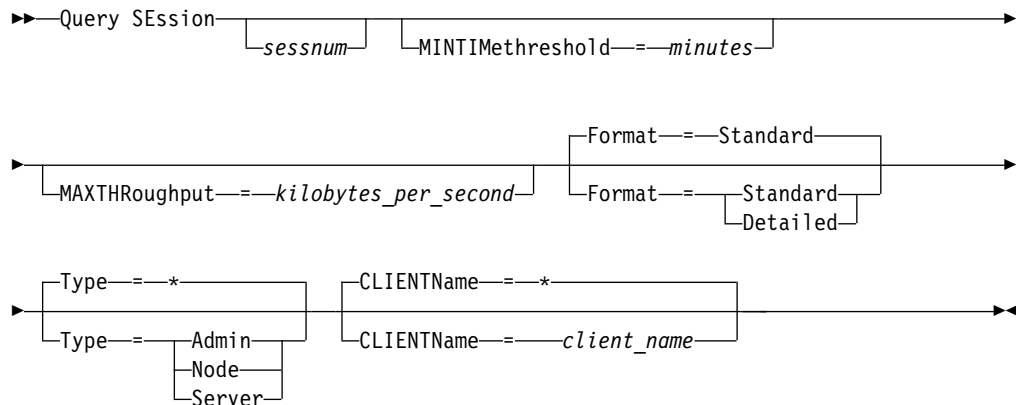 Query SEssion
sessnum
MINTIMethreshold = minutes
Format = Standard
MAXTHRoughput = kilobytes_per_second
Format = Standard
Detailed
Type = *
CLIENTName = *
Type = Admin
Node
Server
CLIENTName = client_name